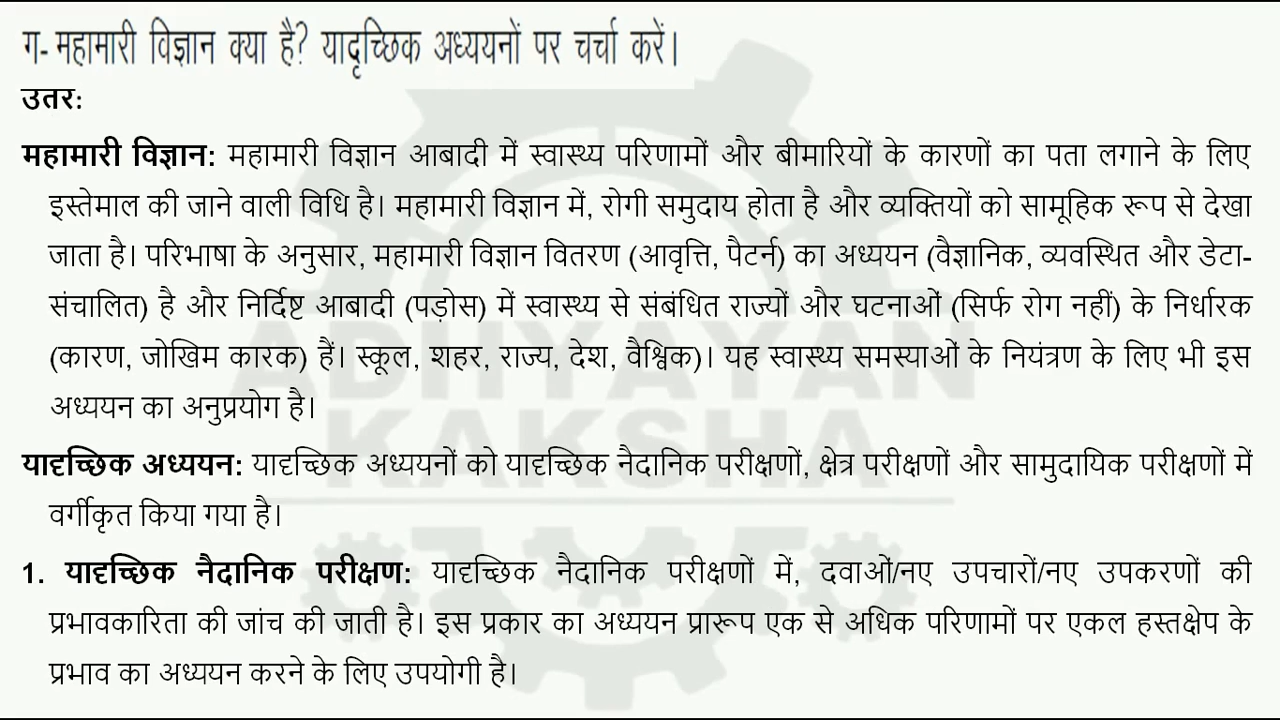 ग- महामारी विज्ञान क्या है? यादृच्छिक अध्ययनों पर चर्चा करें।
उतर:
महामारी विज्ञान: महामारी विज्ञान आबादी में स्वास्थ्य परिणामों और बीमारियों के कारणों का पता लगाने के लिए
इस्तेमाल की जाने वाली विधि है। महामारी विज्ञान में, रोगी समुदाय होता है और व्यक्तियों को सामूहिक रूप से देखा
जाता है। परिभाषा के अनुसार, महामारी विज्ञान वितरण (आवृत्ति, पैटर्न) का अध्ययन (वैज्ञानिक, व्यवस्थित और डेटा-
संचालित) है और निर्दिष्ट आबादी (पड़ोस) में स्वास्थ्य से संबंधित राज्यों और घटनाओं (सिर्फ रोग नहीं) के निर्धारक
(कारण, जोखिम कारक) हैं। स्कूल, शहर, राज्य, देश, वैश्विक)। यह स्वास्थ्य समस्याओं के नियंत्रण के लिए भी इस
अध्ययन का अनुप्रयोग है।
ADHYAYAN
KAKSHA
यादृच्छिक अध्ययन: यादृच्छिक अध्ययनों को यादृच्छिक नैदानिक परीक्षणों, क्षेत्र परीक्षणों और सामुदायिक परीक्षणों में
वर्गीकृत किया गया है।
1. यादृच्छिक नैदानिक परीक्षण: यादृच्छिक नैदानिक परीक्षणों में, दवाओं/नए उपचारों/नए उपकरणों की
प्रभावकारिता की जांच की जाती है। इस प्रकार का अध्ययन प्रारूप एक से अधिक परिणामों पर एकल हस्तक्षेप के
प्रभाव का अध्ययन करने के लिए उपयोगी है।